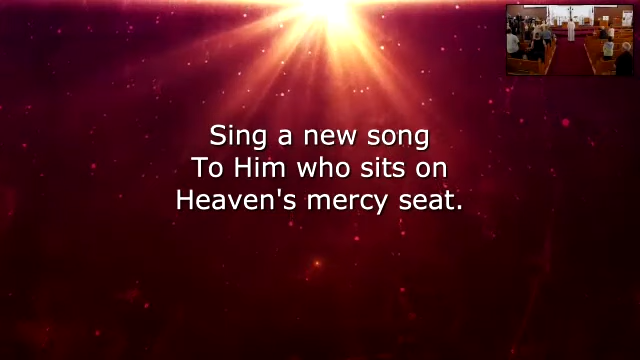 Sing a new song
To Him who sits on
Heaven's mercy seat.